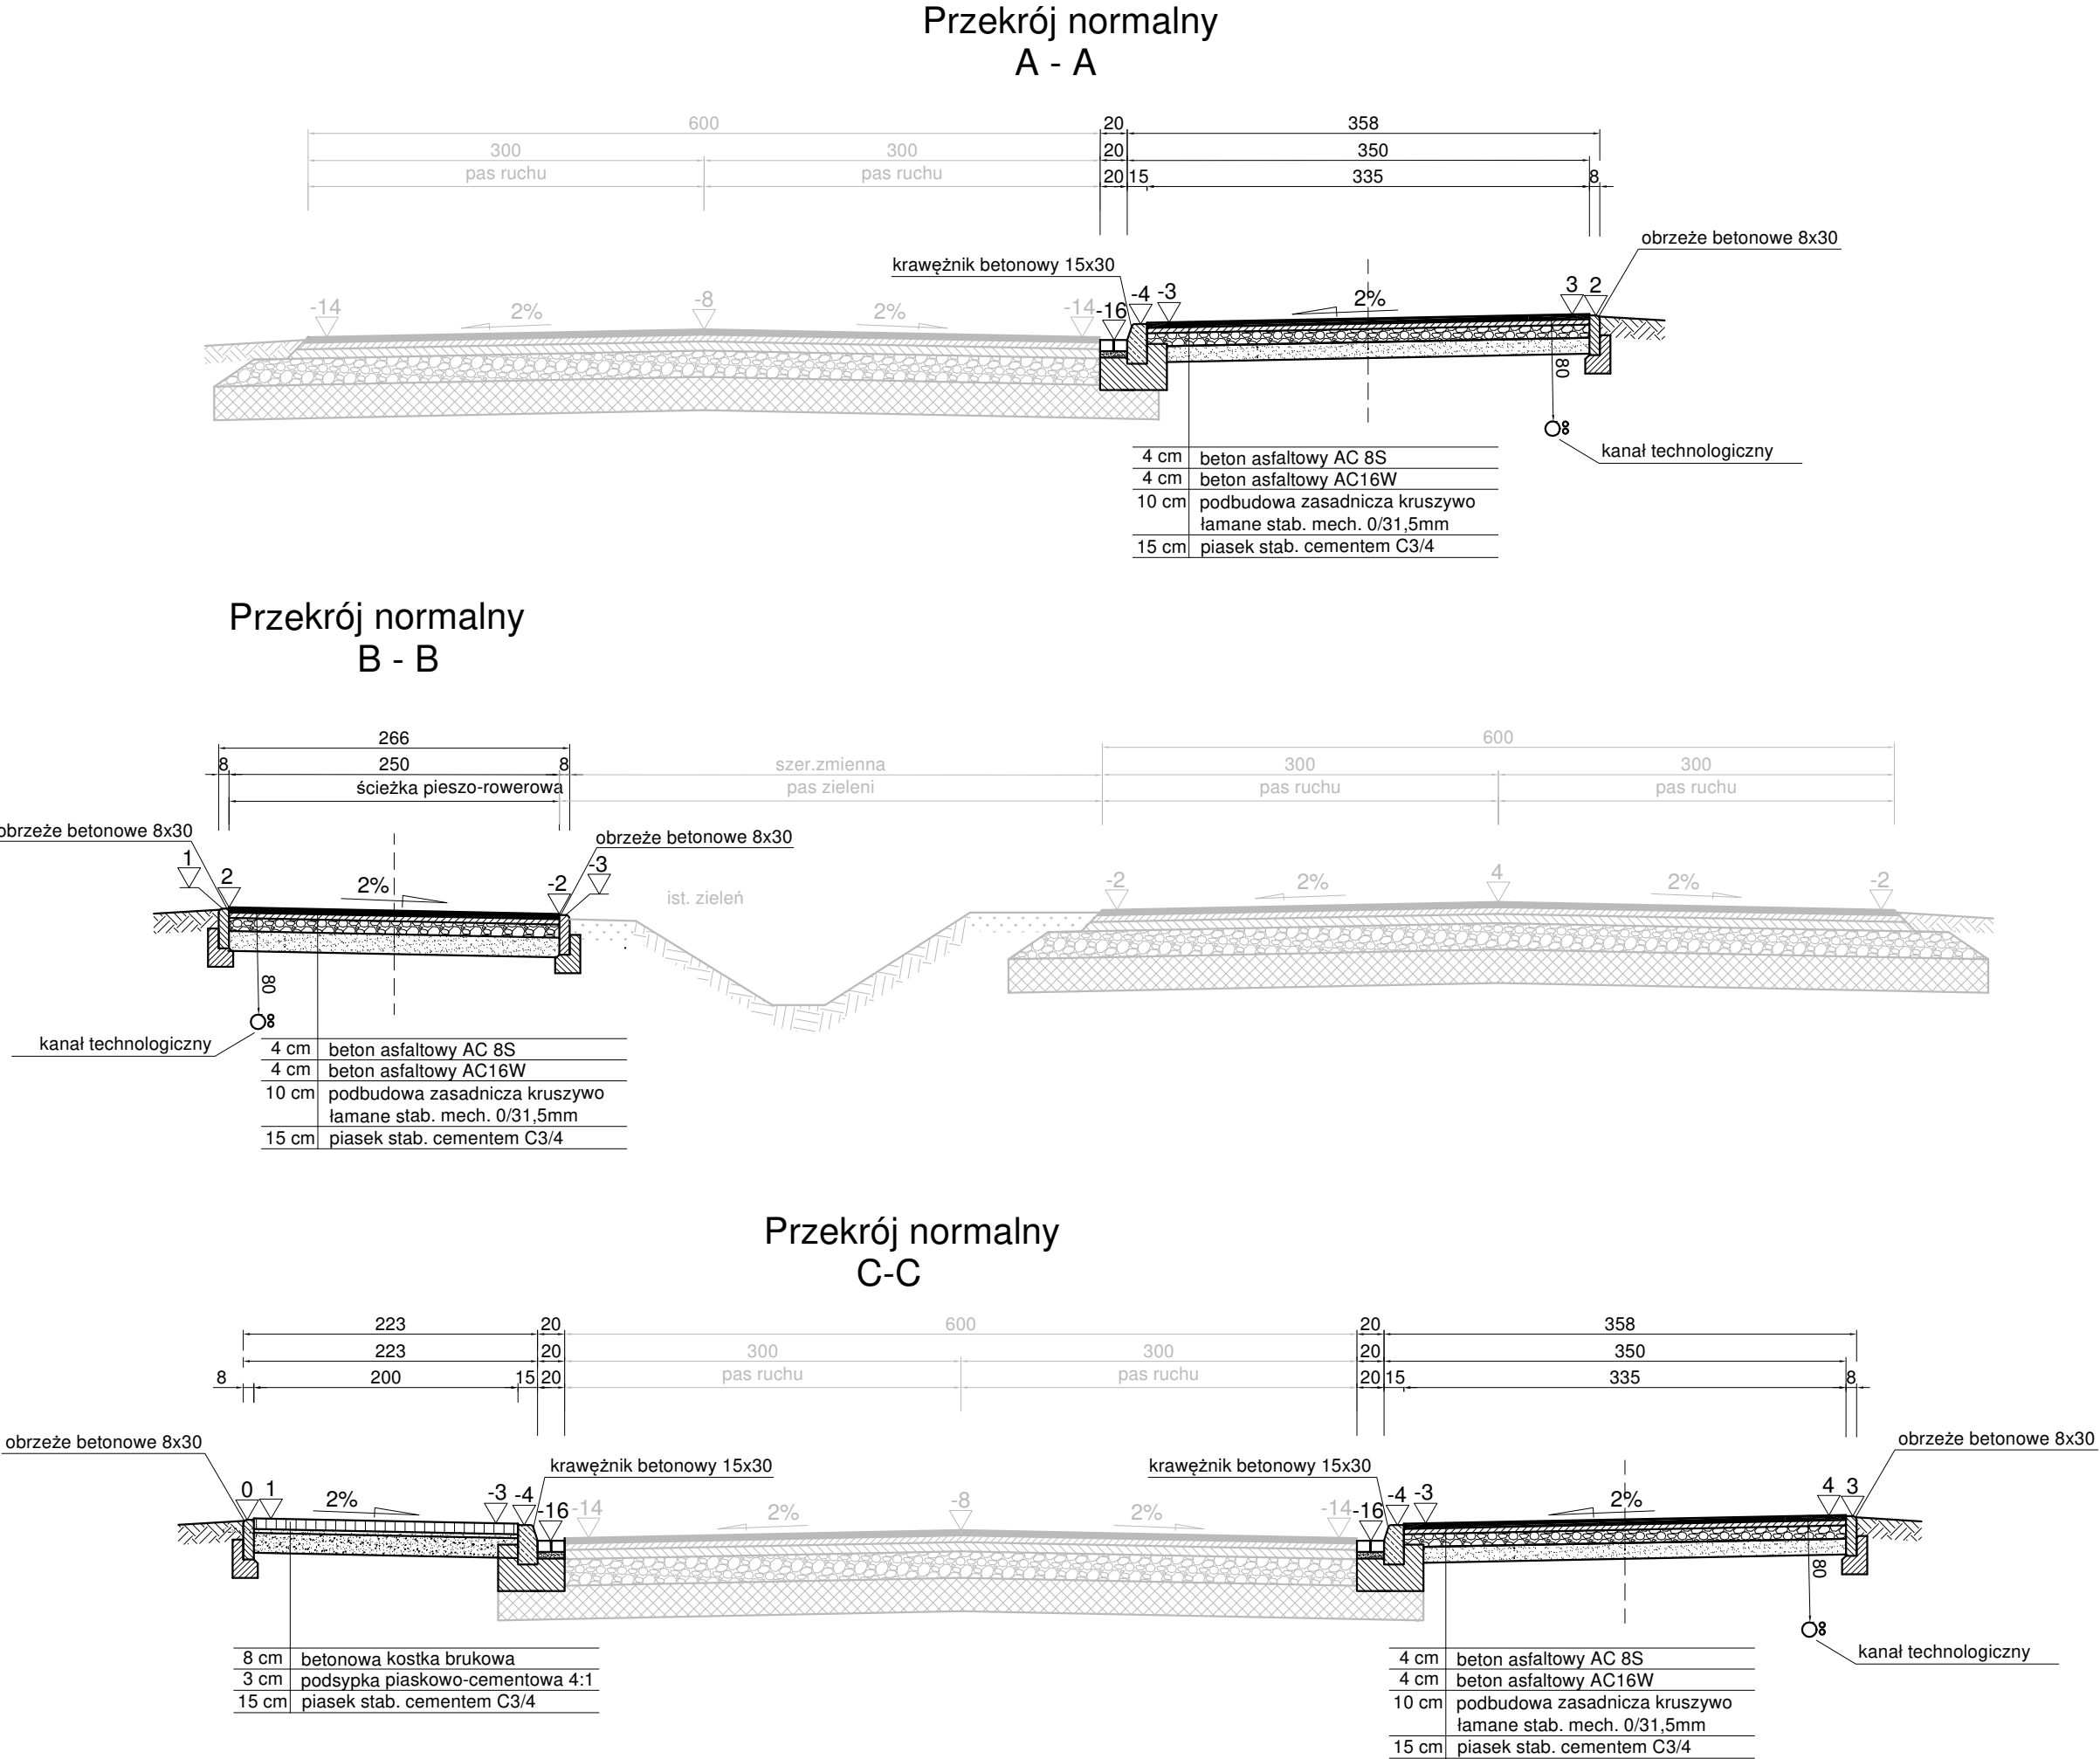 Przekrój normalny
A - A
600 20 358
300 300 20 350
pas ruchu pas ruchu 20 15 335 8
obrzeże betonowe 8x30
krawężnik betonowy 15x30
-14 2% -8 2% -14 -16 -4 -3 2% 3 2
80
kanał technologiczny
4 cm beton asfaltowy AC 8S
4 cm beton asfaltowy AC16W
10 cm podbudowa zasadnicza kruszywo
łamane stab. mech. 0/31,5mm
15 cm piasek stab. cementem C3/4
Przekrój normalny
B - B
266 600
8 250 8 szer.zmienna 300 300
ścieżka pieszo-rowerowa pas zieleni pas ruchu pas ruchu
obrzeże betonowe 8x30 obrzeże betonowe 8x30
1 2 2% -2 -3 ist. zieleń -2 2% 4 2% -2
80
kanał technologiczny
4 cm beton asfaltowy AC 8S
4 cm beton asfaltowy AC16W
10 cm podbudowa zasadnicza kruszywo
łamane stab. mech. 0/31,5mm
15 cm piasek stab. cementem C3/4
Przekrój normalny
C-C
223 20 600 20 358
223 20 300 300 20 350
8 200 15 20 pas ruchu pas ruchu 20 15 335 8
obrzeże betonowe 8x30 krawężnik betonowy 15x30 krawężnik betonowy 15x30 obrzeże betonowe 8x30
0 1 2% -3 -4 -16 -14 2% -8 2% -14 -16 -4 -3 2% 4 3
80
kanał technologiczny
8 cm betonowa kostka brukowa
3 cm podsypka piaskowo-cementowa 4:1
15 cm piasek stab. cementem C3/4
4 cm beton asfaltowy AC 8S
4 cm beton asfaltowy AC16W
10 cm podbudowa zasadnicza kruszywo
łamane stab. mech. 0/31,5mm
15 cm piasek stab. cementem C3/4